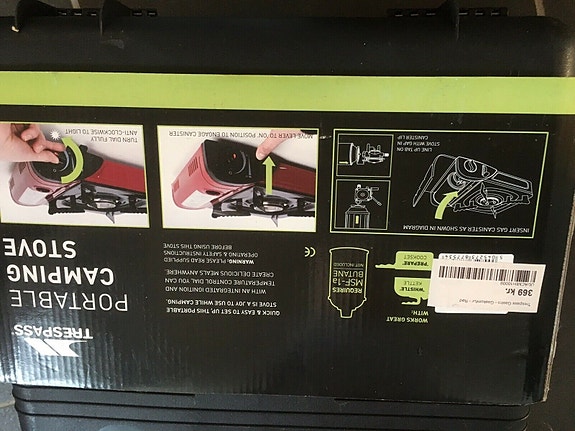 TRESPASS
PORTABLE
CAMPING
STOVE
QUICK & EASY TO SET UP, THIS PORTABLE
STOVE IS A JOY TO USE WHILE CAMPING.
WITH AN INTEGRATED IGNITION AND
TEMPERATURE DIAL, YOU CAN
CREATE DELICIOUS MEALS ANYWHERE.
WARNING: PLEASE READ SUPPLIED
OPERATING & SAFETY INSTRUCTIONS
BEFORE USING THIS STOVE
REQUIRES
MSF-1a
BUTANE
NOT INCLUDED
CE
WORKS GREAT
WITH:
WHISTLE
KETTLE
PREPARE
COOKSET
369 kr.
INSERT GAS CANISTER AS SHOWN IN DIAGRAM
LINE UP TAB ON
STOVE WITH GAP IN
CANISTER LIP
MOVE LEVER TO 'ON' POSITION TO ENGAGE CANISTER
TURN DIAL FULLY
ANTI-CLOCKWISE TO LIGHT